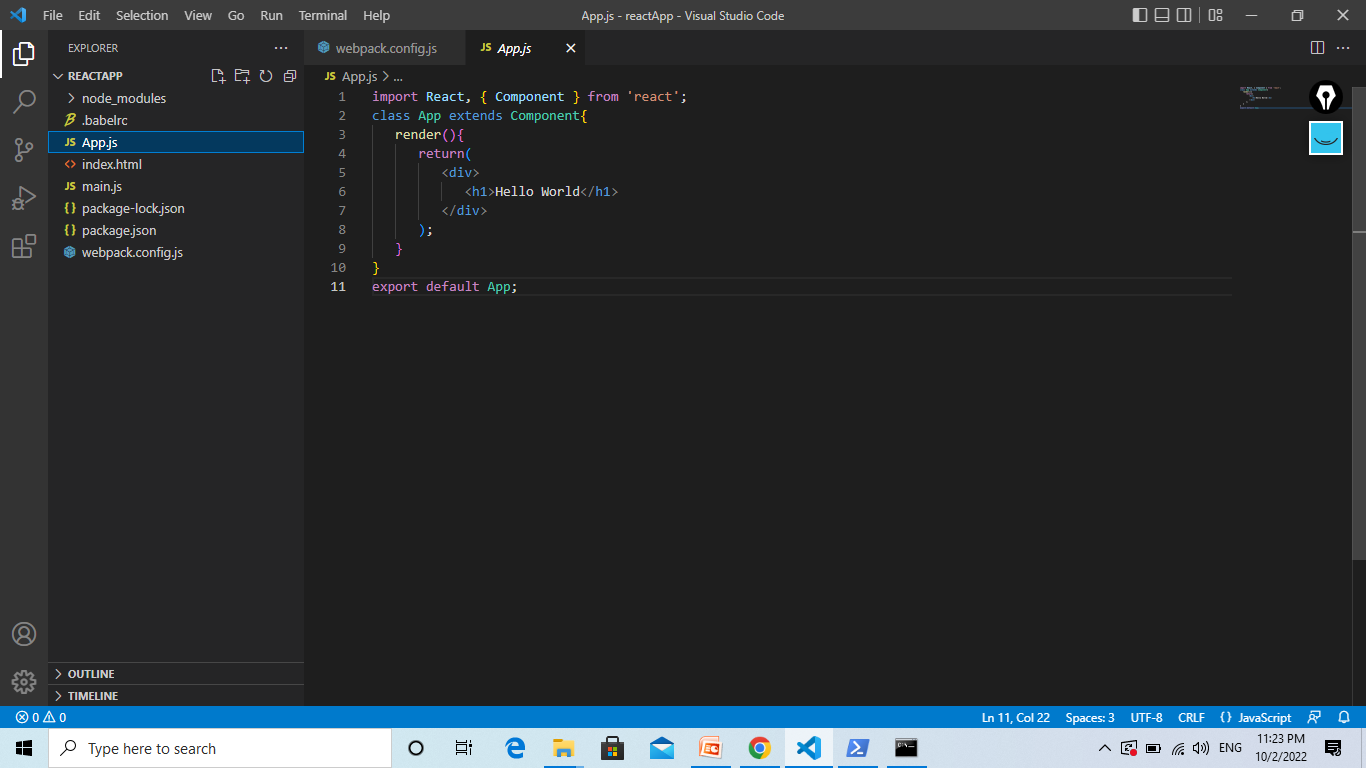 File Edit Selection View Go Run Terminal Help App.js - reactApp - Visual Studio Code
EXPLORER
REACTAPP
node_modules
.babelrc
JS App.js
index.html
JS main.js
{} package-lock.json
{} package.json
webpack.config.js
OUTLINE
TIMELINE
webpack.config.js JS App.js
JS App.js > ...
1 import React, { Component } from 'react';
2 class App extends Component{
3 render(){
4 return(
5 <div>
6 <h1>Hello World</h1>
7 </div>
8 );
9 }
10 }
11 export default App;
0 0 Ln 11, Col 22 Spaces: 3 UTF-8 CRLF {} JavaScript
Type here to search ENG 11:23 PM
10/2/2022